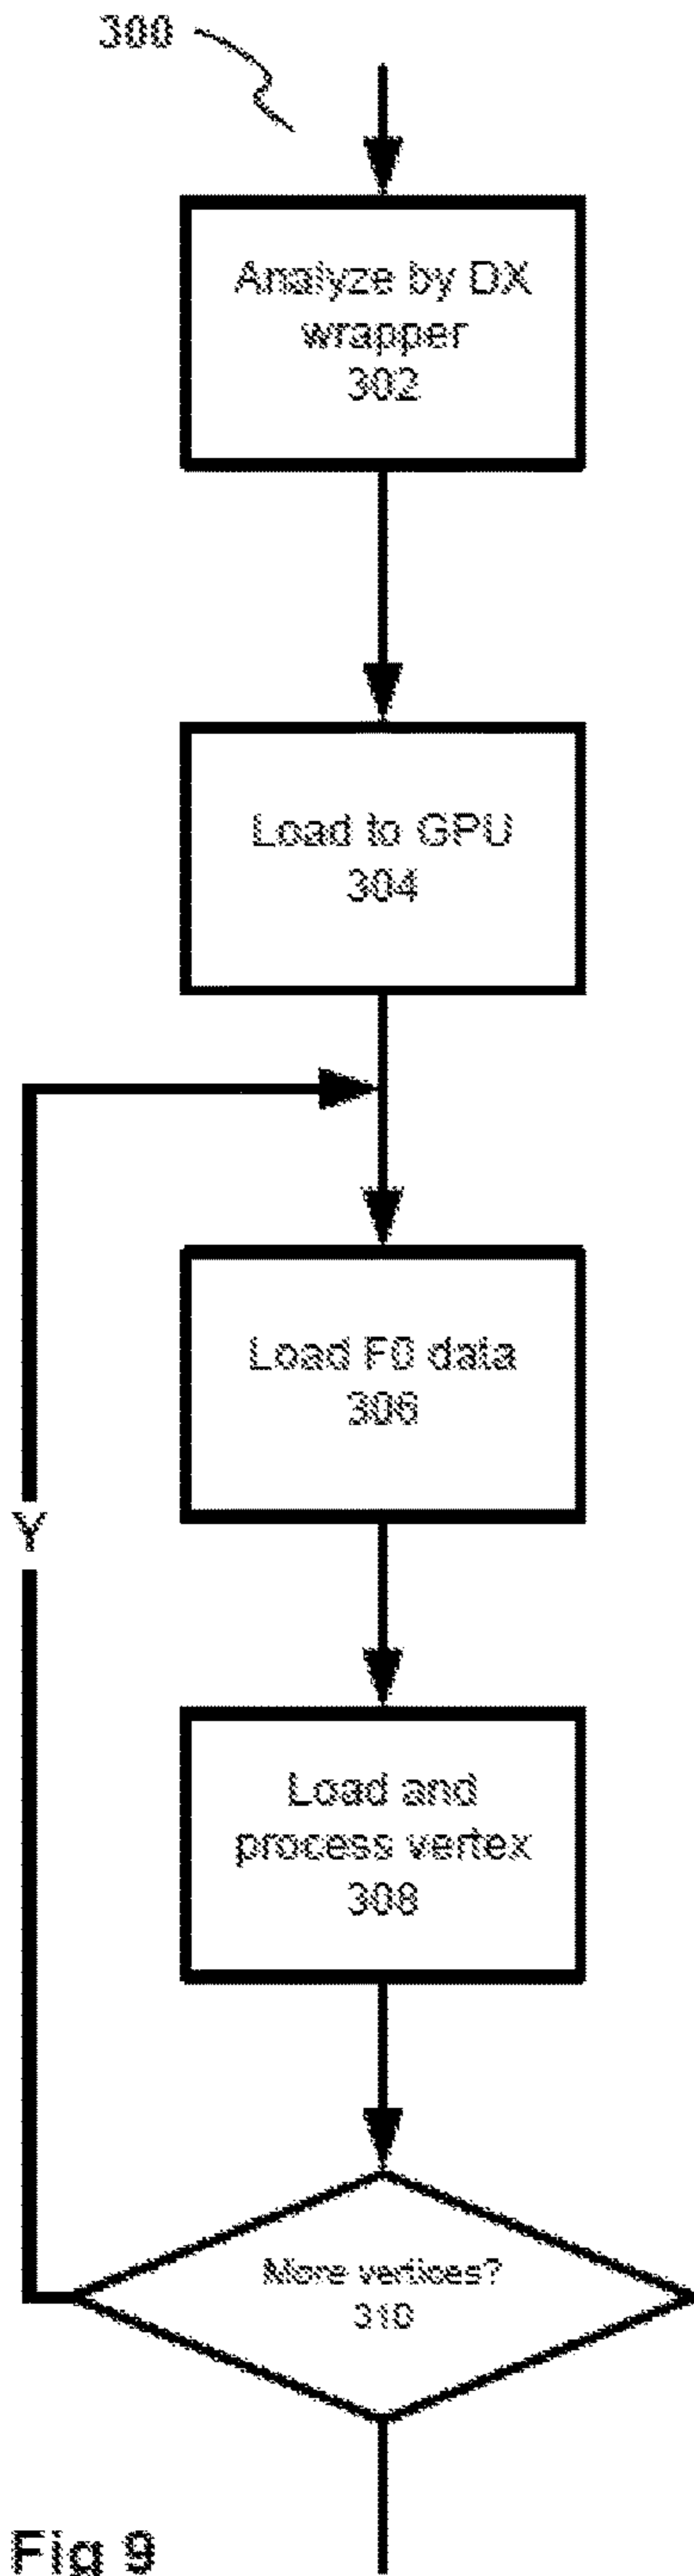 300
Analyze by DX
wrapper
302
Load to GPU
304
Load F0 data
306
Y
Load and
process vertex
308
More vertices?
310
Fig 9